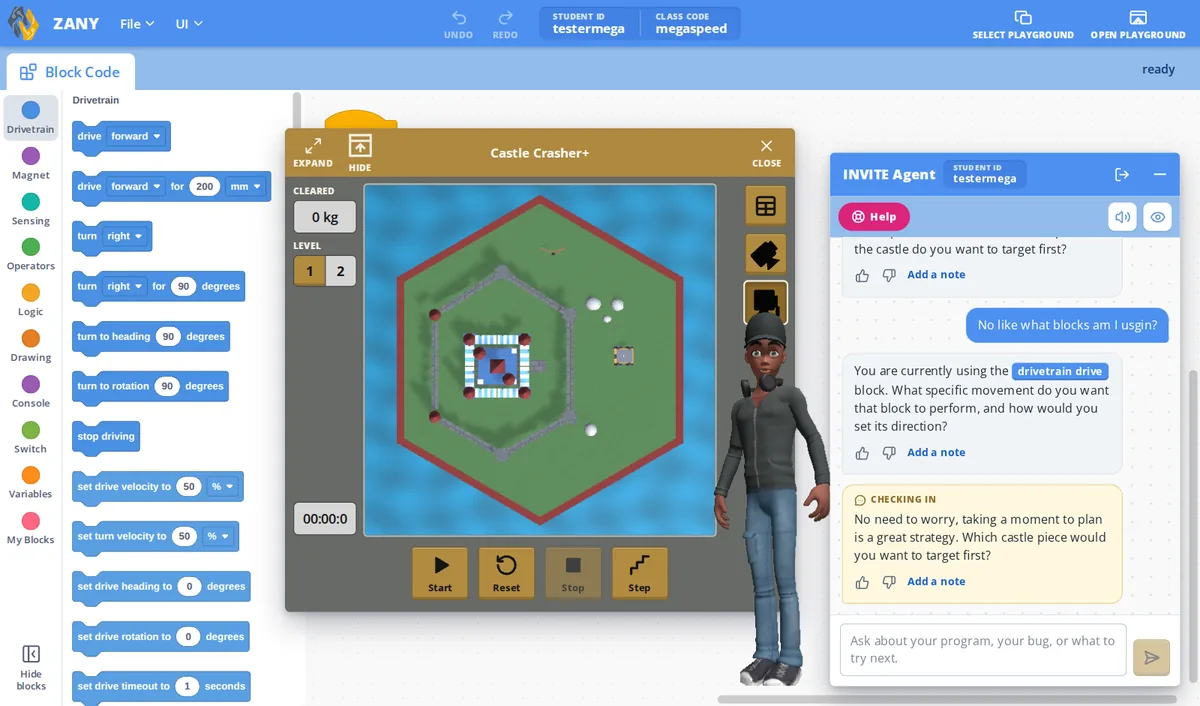 ZANY
File
UI
UNDO
REDO
STUDENT ID
testermega
CLASS CODE
megaspeed
SELECT PLAYGROUND
OPEN PLAYGROUND
Block Code
ready
Drivetrain
Magnet
Sensing
Operators
Logic
Drawing
Console
Switch
Variables
My Blocks
Hide
blocks
Drivetrain
drive forward
drive forward for 200 mm
turn right
turn right for 90 degrees
turn to heading 90 degrees
turn to rotation 90 degrees
stop driving
set drive velocity to 50 %
set turn velocity to 50 %
set drive heading to 0 degrees
set drive rotation to 0 degrees
set drive timeout to 1 seconds
EXPAND
HIDE
Castle Crasher+
CLOSE
CLEARED
0 kg
LEVEL
1 2
00:00:0
Start
Reset
Stop
Step
INVITE Agent
STUDENT ID
testermega
Help
the castle do you want to target first?
Add a note
No like what blocks am I usgin?
You are currently using the drivetrain drive
block. What specific movement do you want
that block to perform, and how would you
set its direction?
Add a note
CHECKING IN
No need to worry, taking a moment to plan
is a great strategy. Which castle piece would
you want to target first?
Add a note
Ask about your program, your bug, or what to
try next.